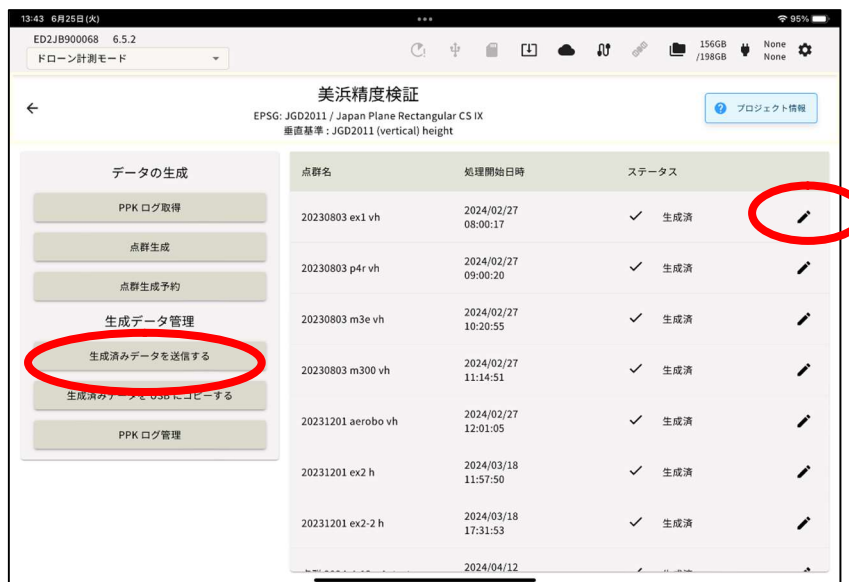 13:43 6月25日(火)
95%
ED2JB900068 6.5.2
ドローン計測モード
156GB
/198GB
None
None
美浜精度検証
EPSG: JGD2011 / Japan Plane Rectangular CS IX
垂直基準 : JGD2011 (vertical) height
プロジェクト情報
データの生成
PPK ログ取得
点群生成
点群生成予約
生成データ管理
生成済みデータを送信する
生成済みデータを USB にコピーする
PPK ログ管理
点群名 処理開始日時 ステータス
20230803 ex1 vh 2024/02/27 08:00:17 生成済
20230803 p4r vh 2024/02/27 09:00:20 生成済
20230803 m3e vh 2024/02/27 10:20:55 生成済
20230803 m300 vh 2024/02/27 11:14:51 生成済
20231201 aerobo vh 2024/02/27 12:01:05 生成済
20231201 ex2 h 2024/03/18 11:57:50 生成済
20231201 ex2-2 h 2024/03/18 17:31:53 生成済
2024/04/12